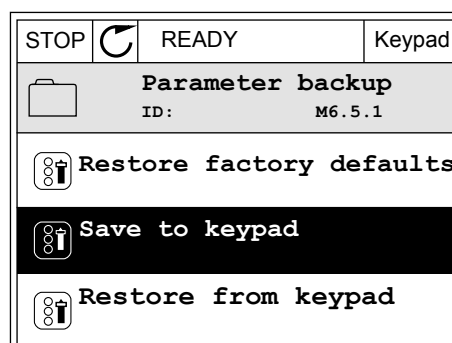 STOP READY Keypad
Parameter backup
ID: M6.5.1
Restore factory defaults
Save to keypad
Restore from keypad